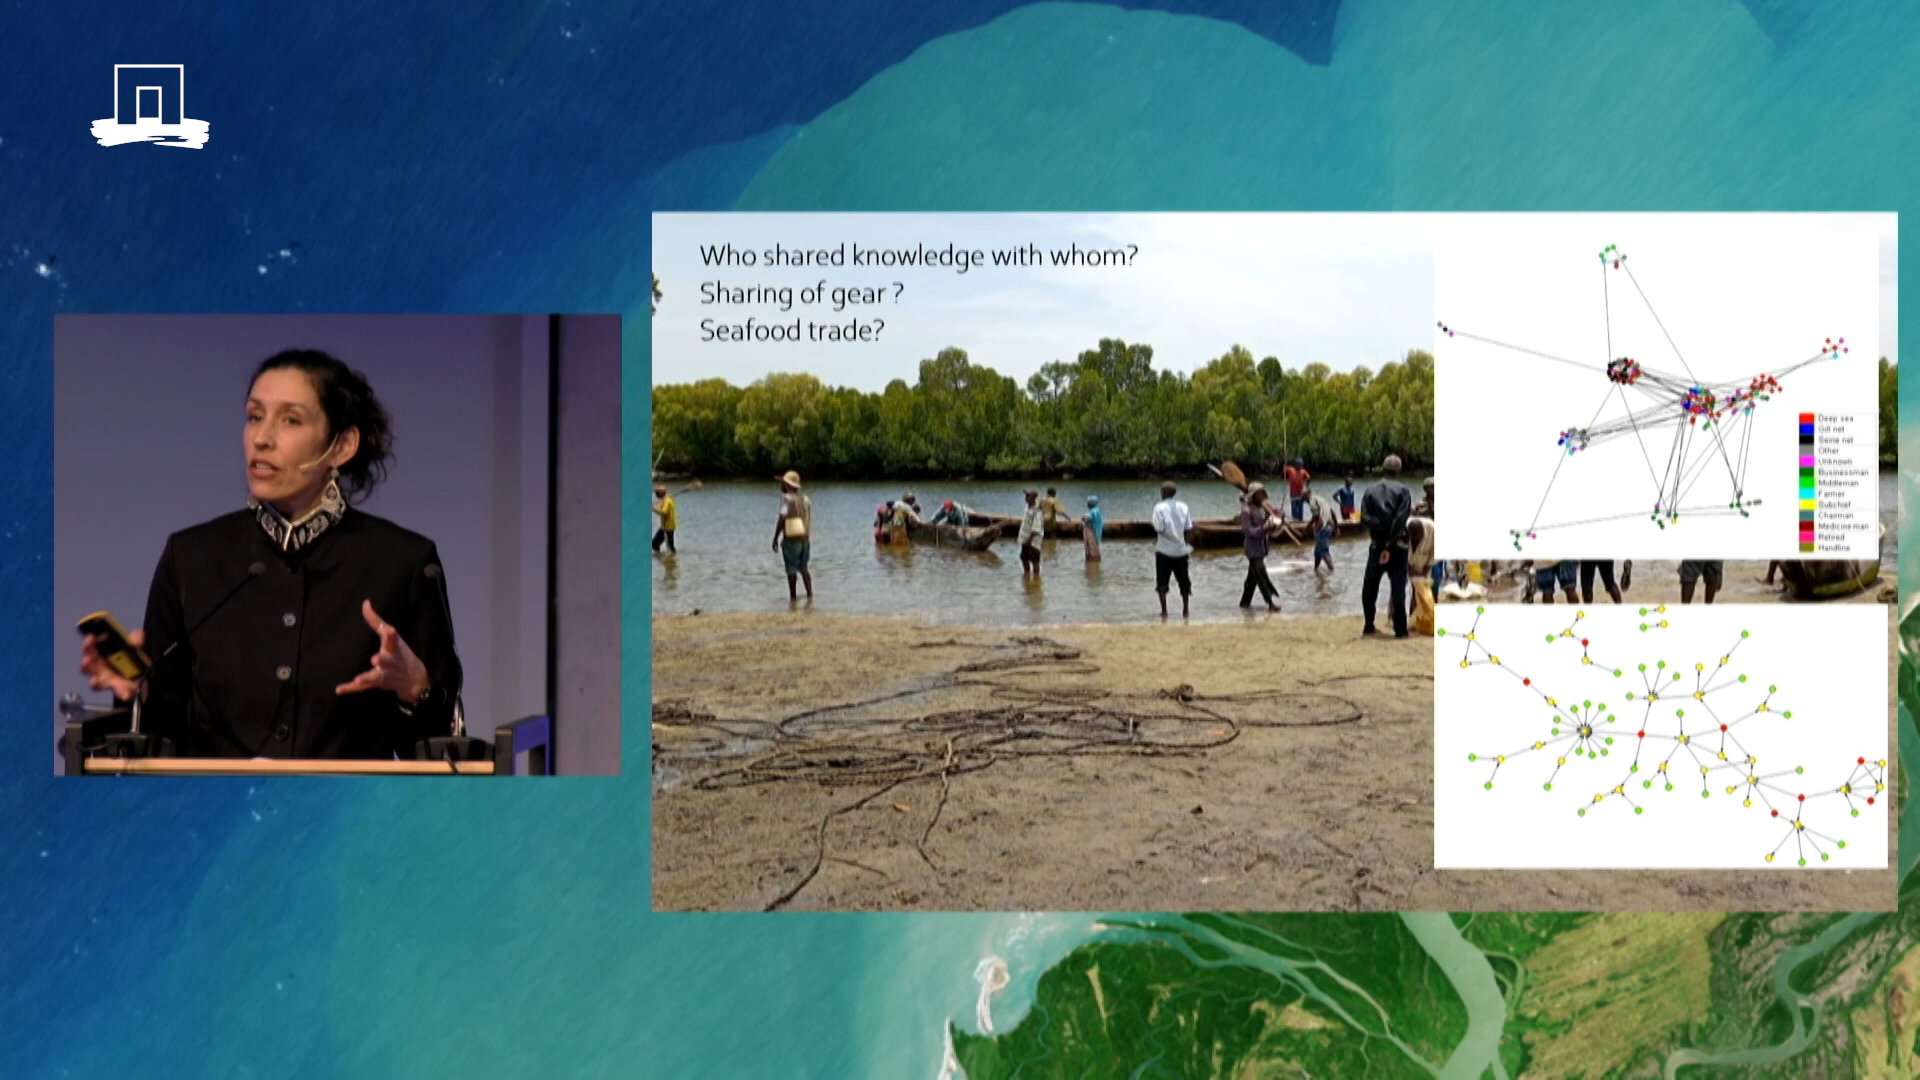 Who shared knowledge with whom?
Sharing of gear ?
Seafood trade?
Deep sea
Gill net
Seine net
Other
Unknown
Businessman
Middleman
Farmer
Subchief
Chairman
Medicine man
Retired
Handline